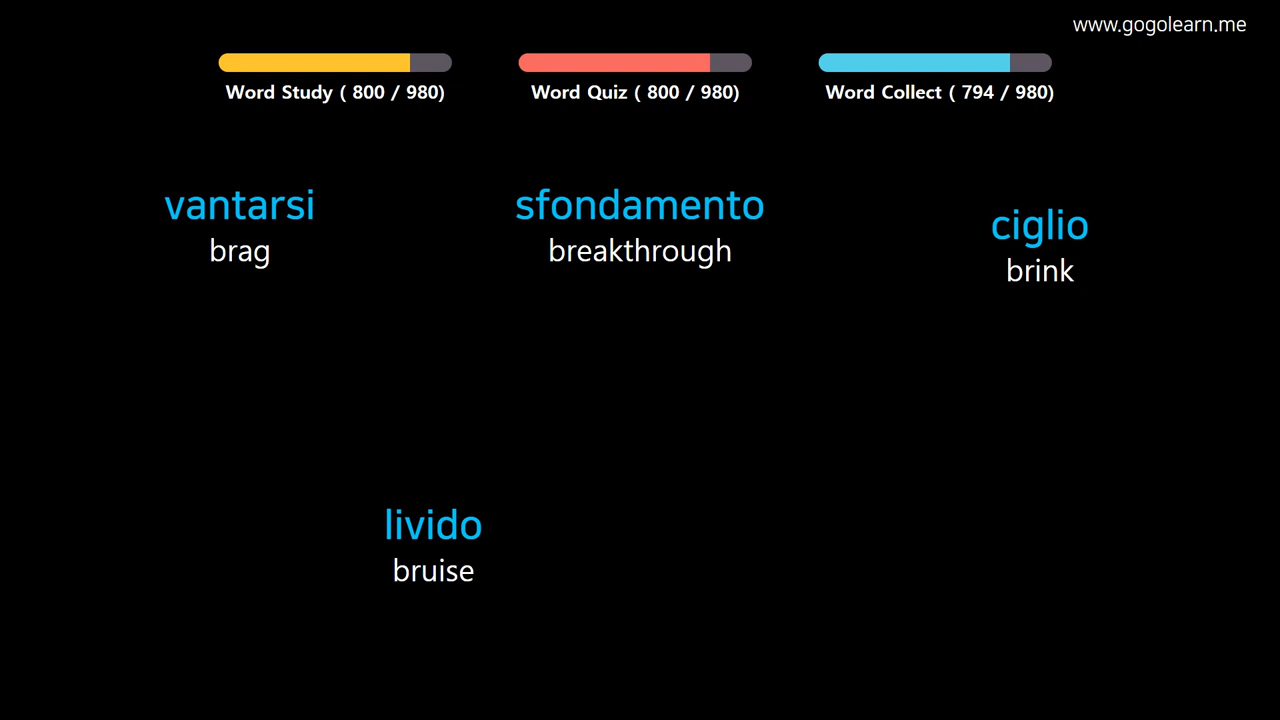 www.gogolearn.me
Word Study ( 800 / 980)
Word Quiz ( 800 / 980)
Word Collect ( 794 / 980)
vantarsi
brag
sfondamento
breakthrough
ciglio
brink
livido
bruise